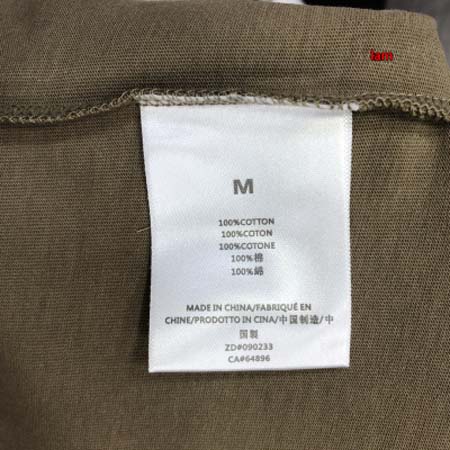 lam
M
100%COTTON
100%COTON
100%COTONE
100%棉
100%綿
MADE IN CHINA/FABRIQUÉ EN
CHINE/PRODOTTO IN CINA/中国制造/中
国製
ZD#090233
CA#64896